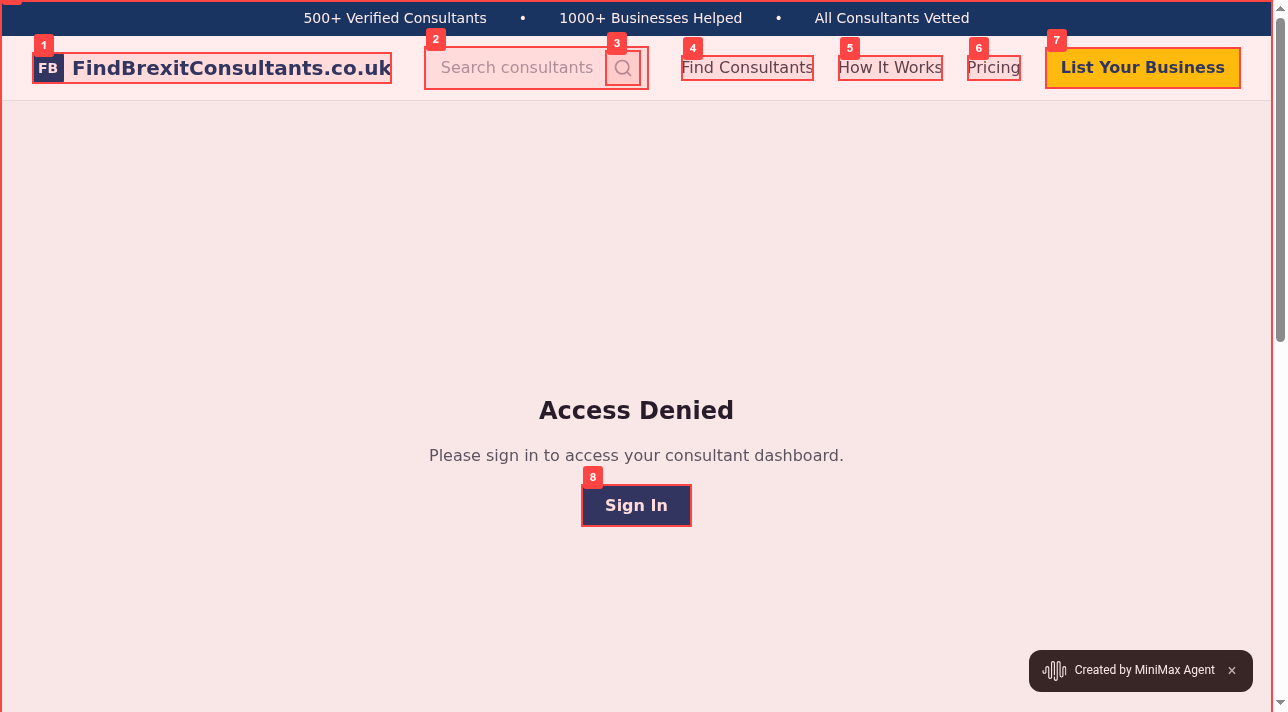 500+ Verified Consultants • 1000+ Businesses Helped • All Consultants Vetted
1 2 3 4 5 6 7
FB FindBrexitConsultants.co.uk Search consultants Find Consultants How It Works Pricing List Your Business
Access Denied
Please sign in to access your consultant dashboard.
8
Sign In
Created by MiniMax Agent ×